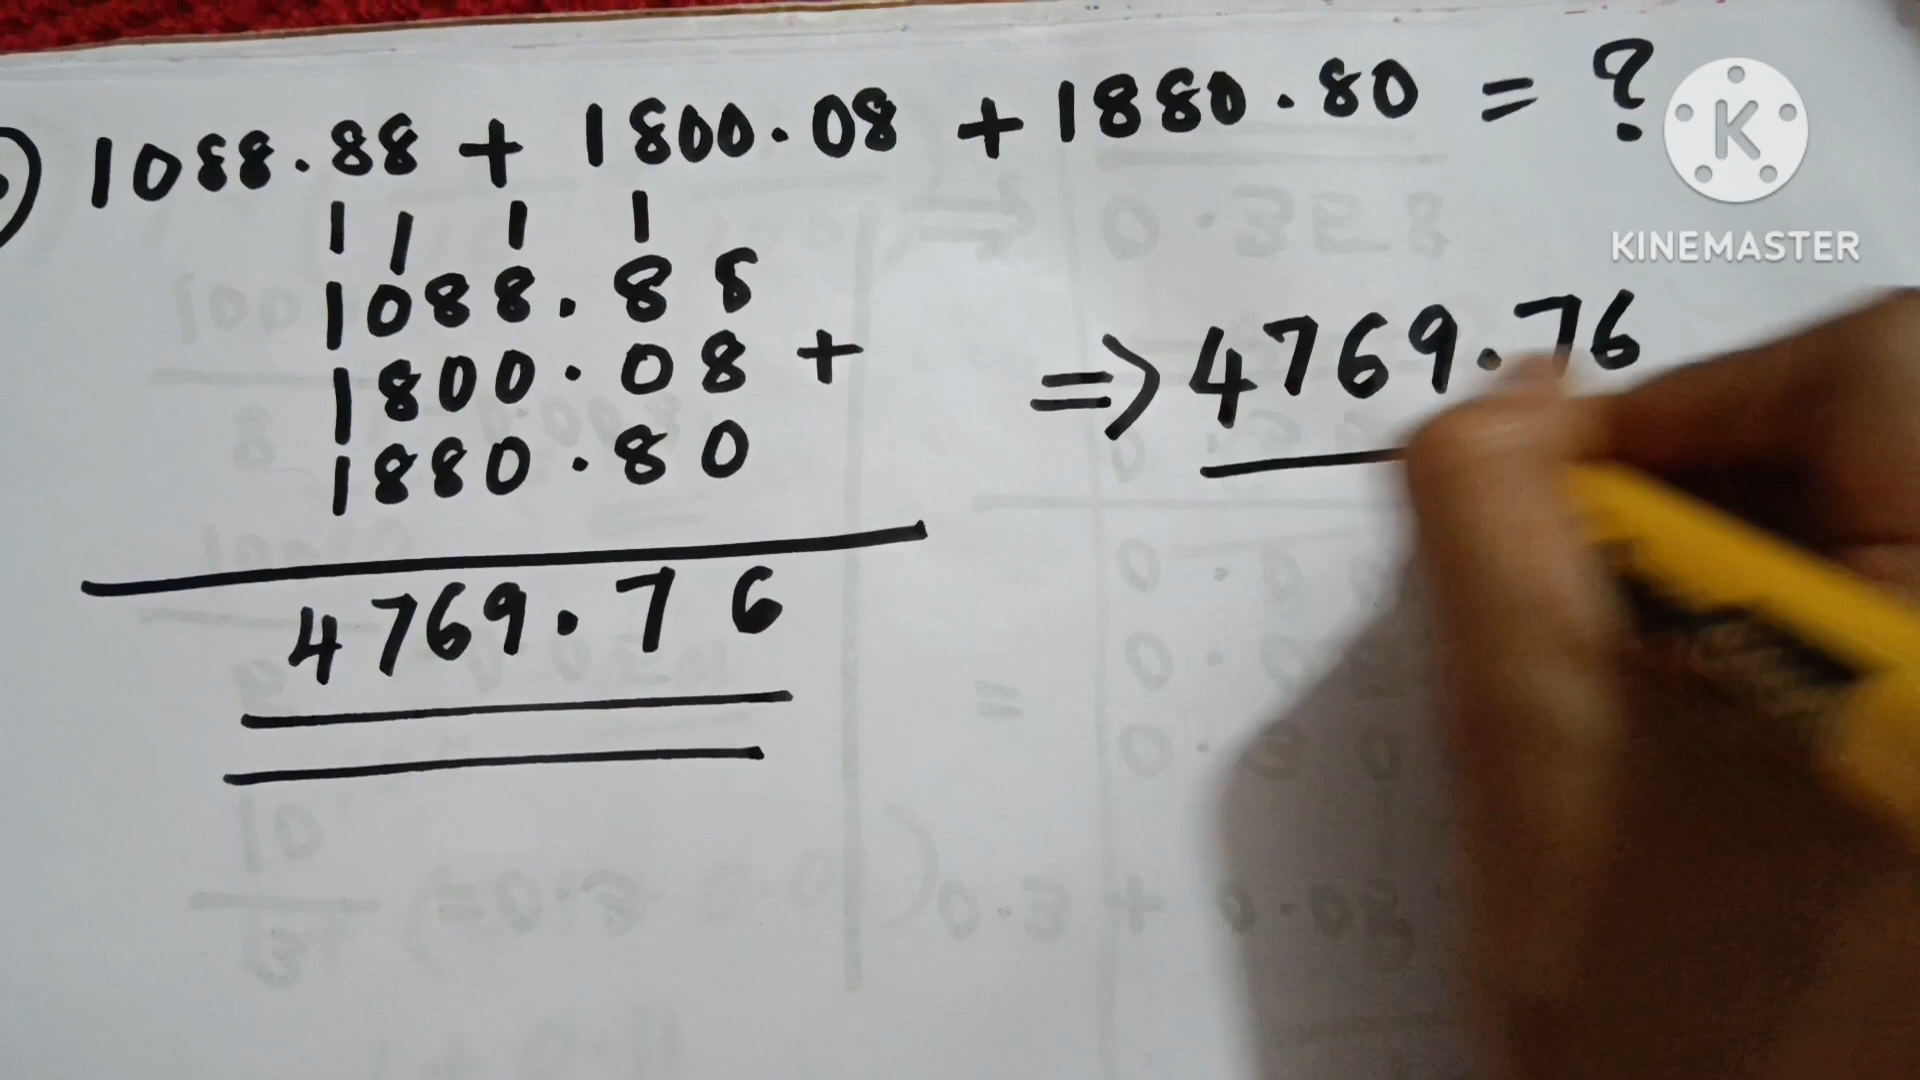 1088.88 + 1800.08 + 1880.80 = ?
KINEMASTER
1 1 1 1
1088.88
1800.08 +
1880.80
4769.76
=> 4769.76